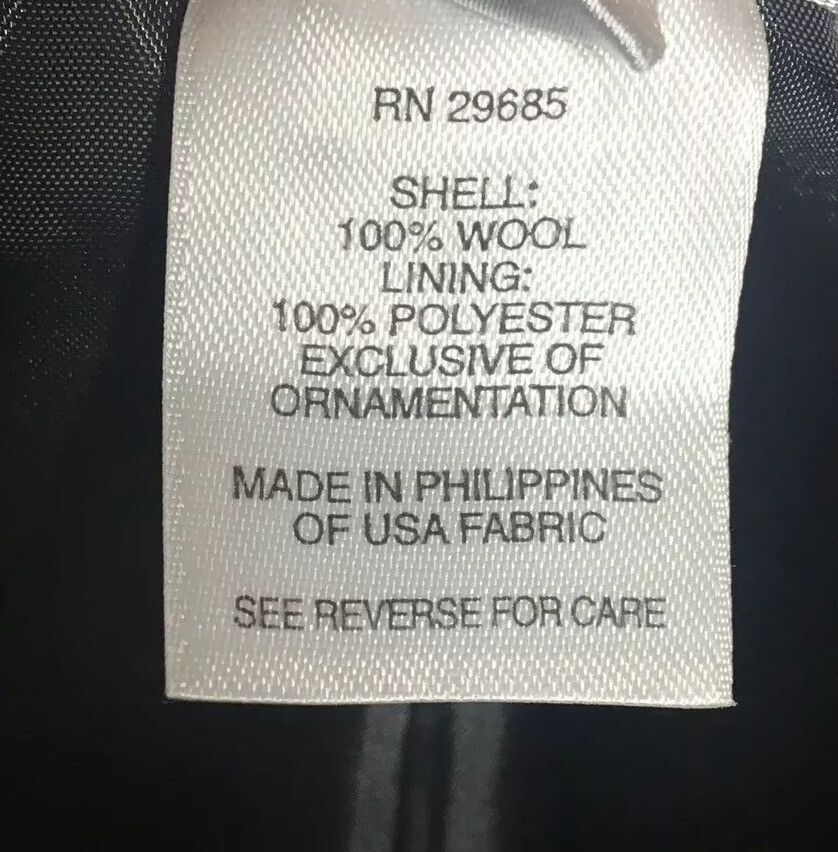 RN 29685
SHELL:
100% WOOL
LINING:
100% POLYESTER
EXCLUSIVE OF
ORNAMENTATION
MADE IN PHILIPPINES
OF USA FABRIC
SEE REVERSE FOR CARE